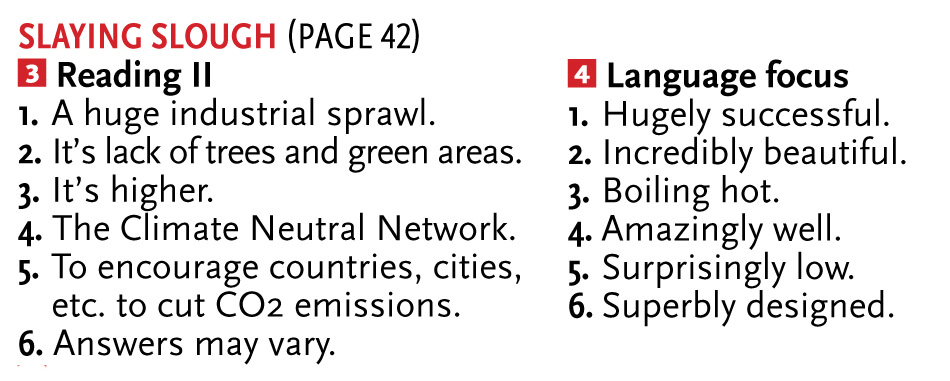 SLAYING SLOUGH (PAGE 42)
3 Reading II
1. A huge industrial sprawl.
2. It's lack of trees and green areas.
3. It's higher.
4. The Climate Neutral Network.
5. To encourage countries, cities,
etc. to cut CO2 emissions.
6. Answers may vary.
4 Language focus
1. Hugely successful.
2. Incredibly beautiful.
3. Boiling hot.
4. Amazingly well.
5. Surprisingly low.
6. Superbly designed.